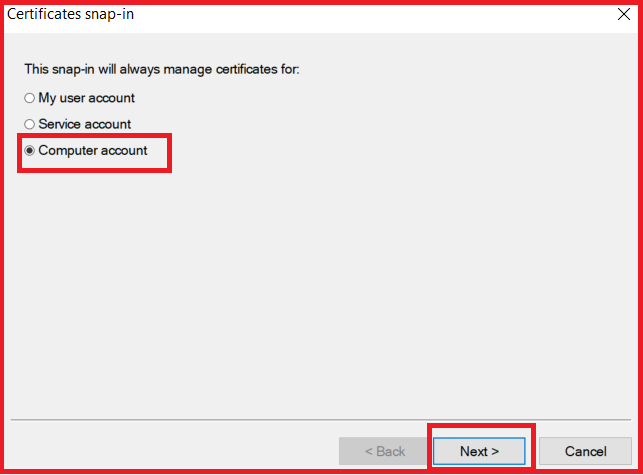 Certificates snap-in
This snap-in will always manage certificates for:
My user account
Service account
Computer account
< Back
Next >
Cancel